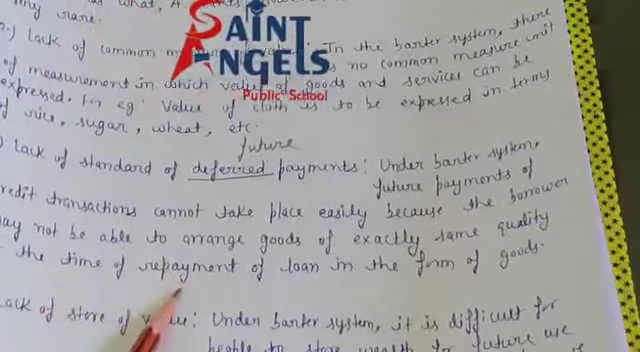 very rare.
2.) Lack of common m
In the barter system, there
is no common measure unit
of measurement in which value of goods and services can be
expressed. For eg: Value of cloth is to be expressed in terms
of rice, sugar, wheat, etc.
future
) Lack of standard of deferred payments: Under barter system,
future payments of
credit transactions cannot take place easily because the borrower
may not be able to arrange goods of exactly same quality
the time of repayment of loan in the form of goods.
Lack of store of value: Under barter system, it is difficult for
people to store wealth for future use
SAINT
ANGELS
Public School